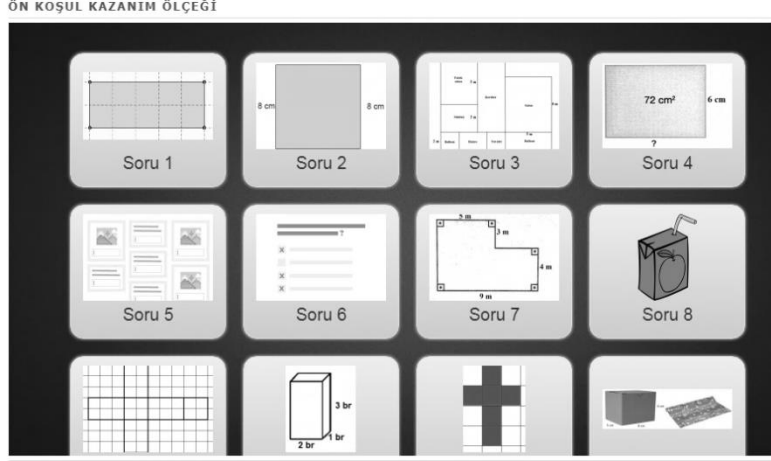 ÖN KOŞUL KAZANIM ÖLÇEĞİ
Soru 1
8 cm
8 cm
Soru 2
Soru 3
72 cm²
6 cm
?
Soru 4
Soru 5
?
Soru 6
5 m
3 m
4 m
9 m
Soru 7
Soru 8
3 br
1 br
2 br